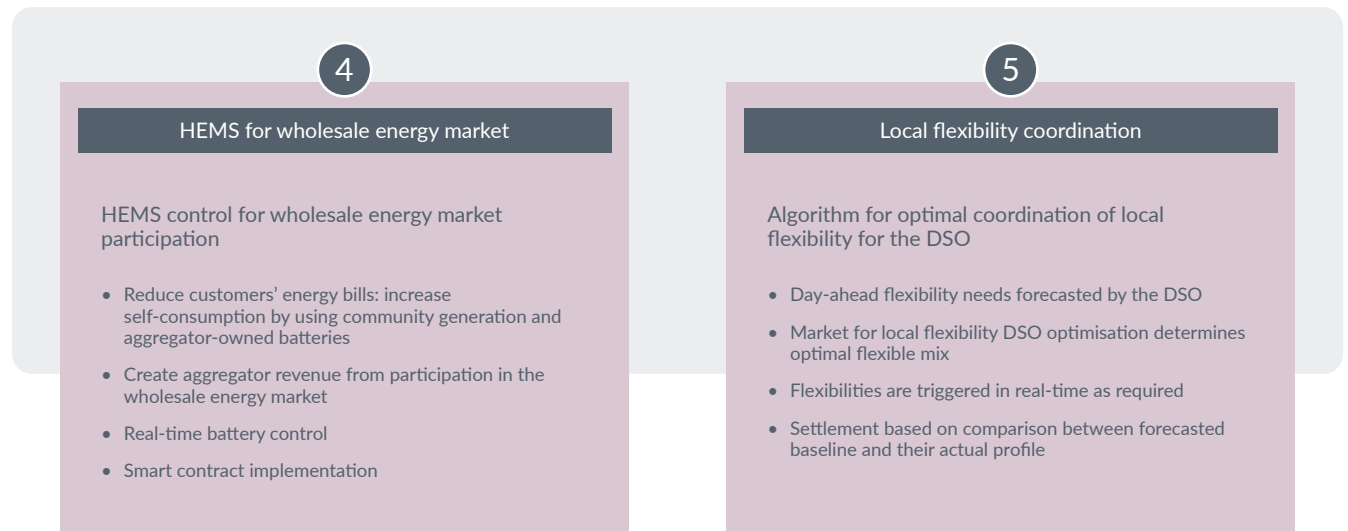 4
HEMS for wholesale energy market
HEMS control for wholesale energy market
participation
• Reduce customers’ energy bills: increase
self-consumption by using community generation and
aggregator-owned batteries
• Create aggregator revenue from participation in the
wholesale energy market
• Real-time battery control
• Smart contract implementation
5
Local flexibility coordination
Algorithm for optimal coordination of local
flexibility for the DSO
• Day-ahead flexibility needs forecasted by the DSO
• Market for local flexibility DSO optimisation determines
optimal flexible mix
• Flexibilities are triggered in real-time as required
• Settlement based on comparison between forecasted
baseline and their actual profile